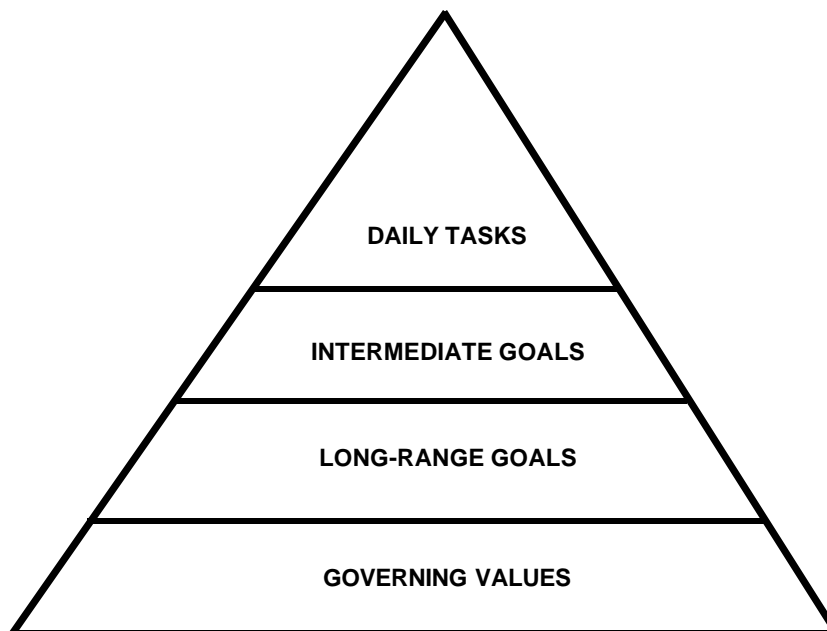 DAILY TASKS
INTERMEDIATE GOALS
LONG-RANGE GOALS
GOVERNING VALUES